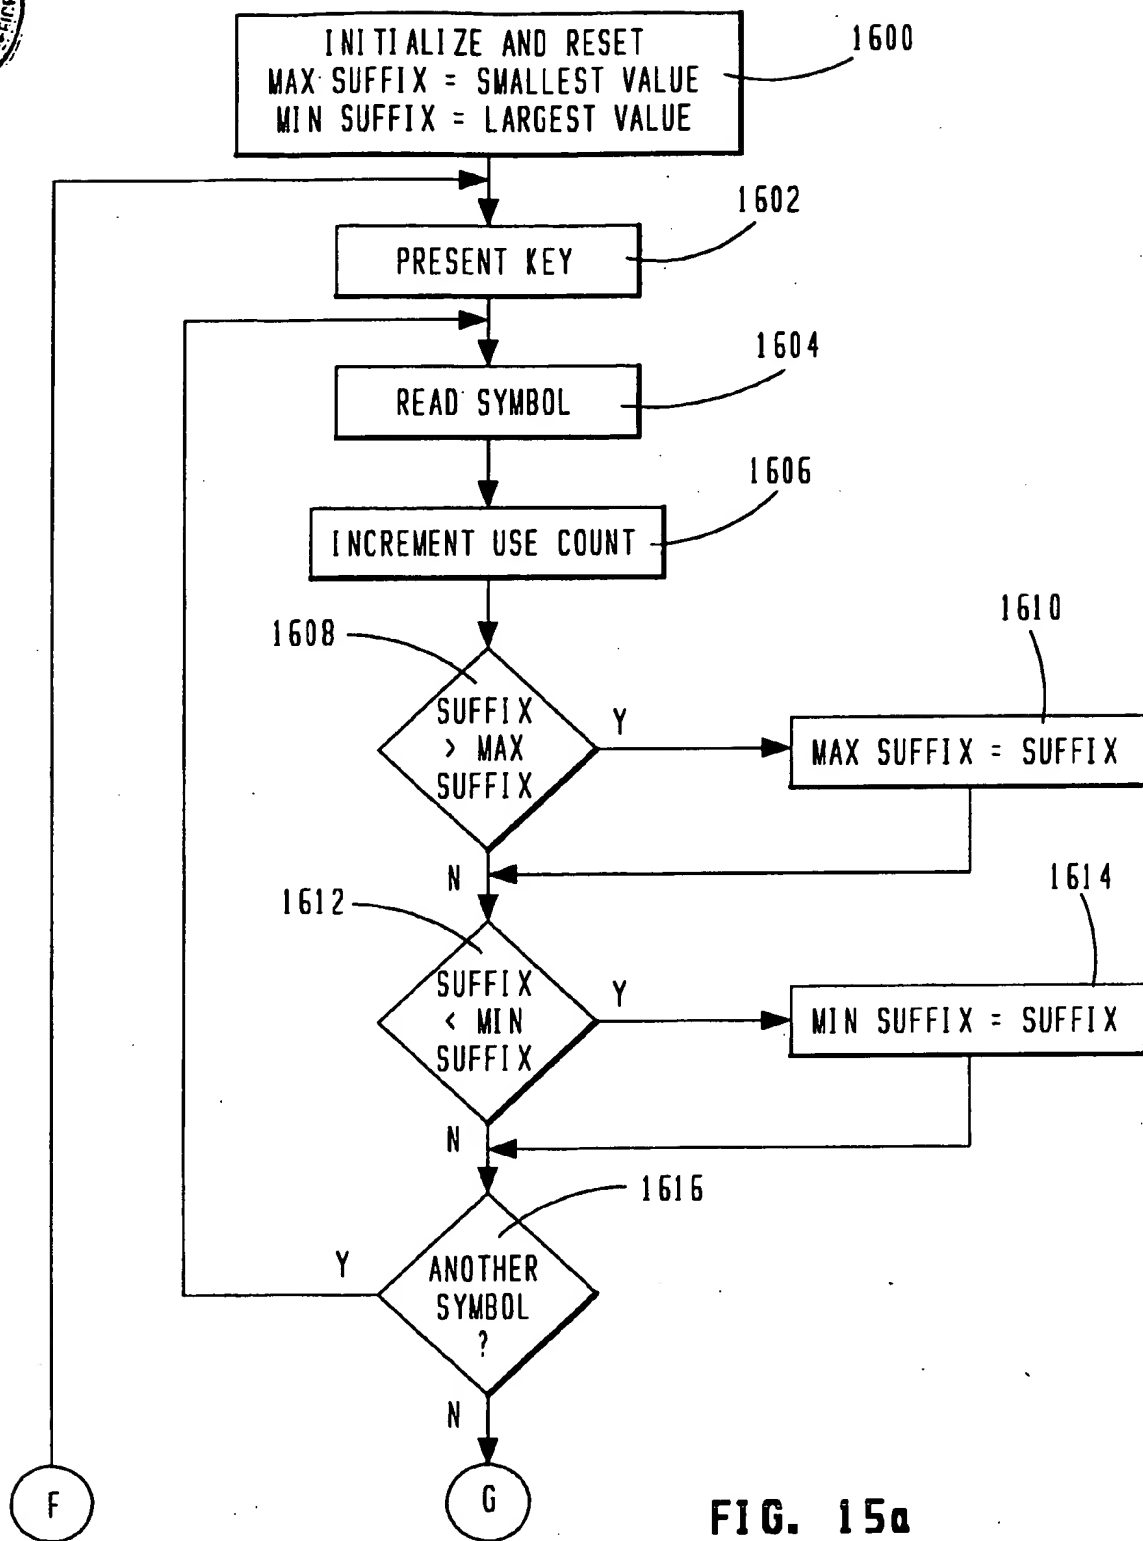 INITIALIZE AND RESET
MAX SUFFIX = SMALLEST VALUE
MIN SUFFIX = LARGEST VALUE
1600
1602
PRESENT KEY
1604
READ SYMBOL
1606
INCREMENT USE COUNT
1608
SUFFIX
> MAX
SUFFIX
Y
1610
MAX SUFFIX = SUFFIX
N
1612
SUFFIX
< MIN
SUFFIX
Y
1614
MIN SUFFIX = SUFFIX
N
1616
Y
ANOTHER
SYMBOL
?
N
F
G
FIG. 15a